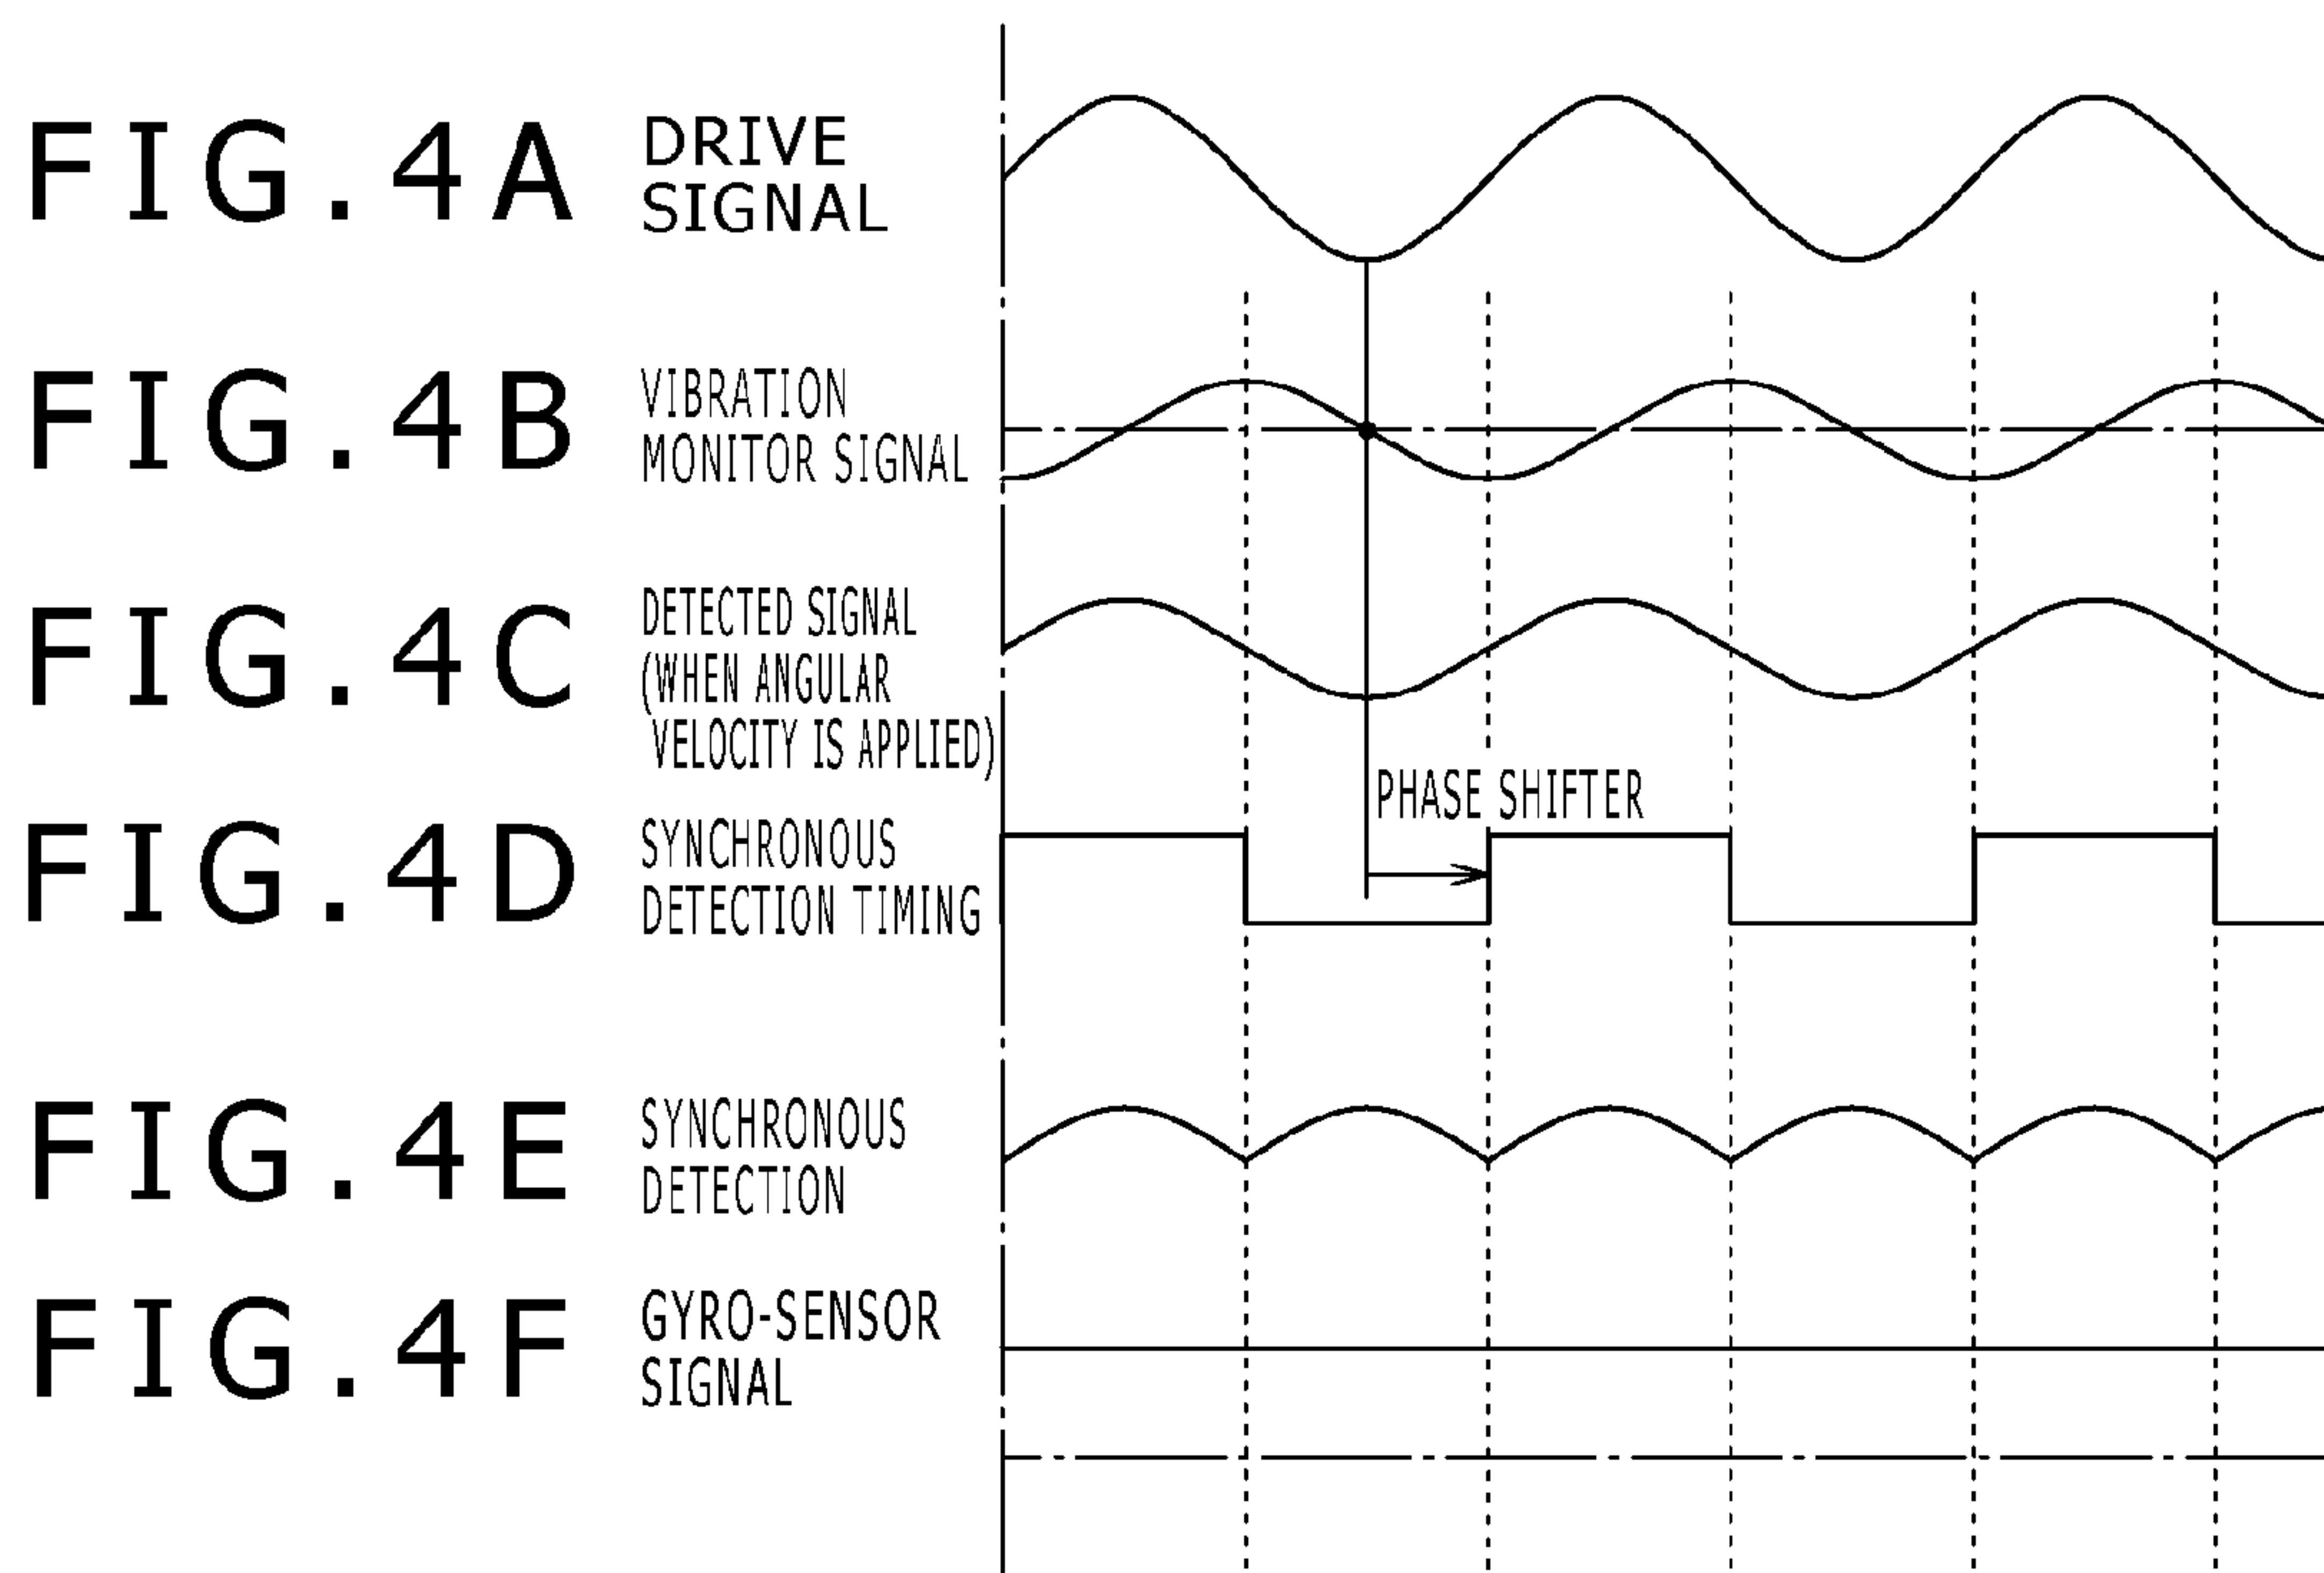 FIG.4A
DRIVE
SIGNAL
FIG.4B
VIBRATION
MONITOR SIGNAL
FIG.4C
DETECTED SIGNAL
(WHEN ANGULAR
VELOCITY IS APPLIED)
PHASE SHIFTER
FIG.4D
SYNCHRONOUS
DETECTION TIMING
FIG.4E
SYNCHRONOUS
DETECTION
FIG.4F
GYRO-SENSOR
SIGNAL